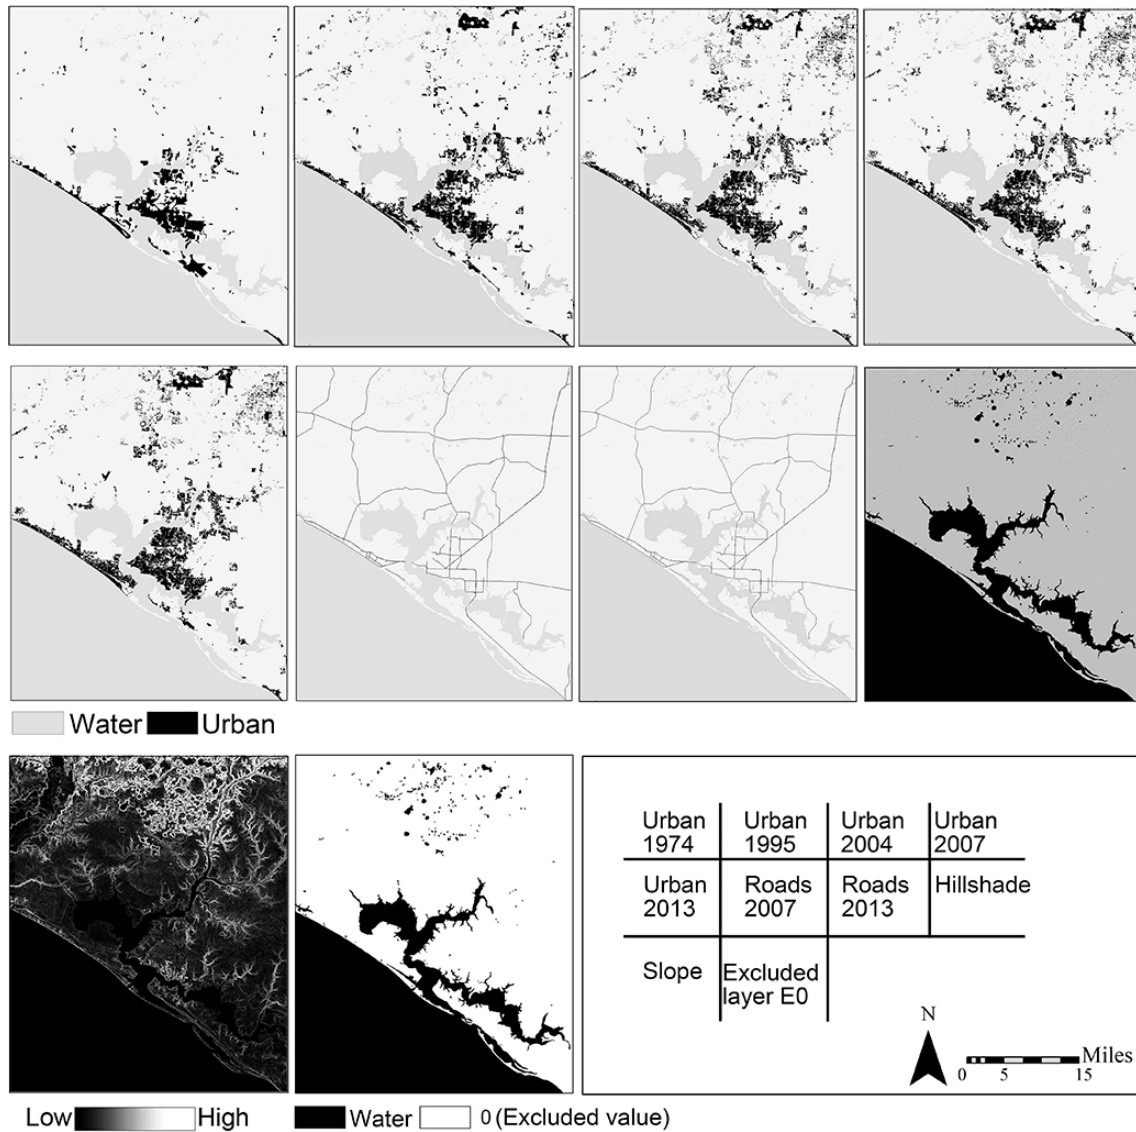 Water Urban
Urban 1974
Urban 1995
Urban 2004
Urban 2007
Urban 2013
Roads 2007
Roads 2013
Hillshade
Slope
Excluded layer E0
N
Miles
0 5 15
Low High
Water 0 (Excluded value)